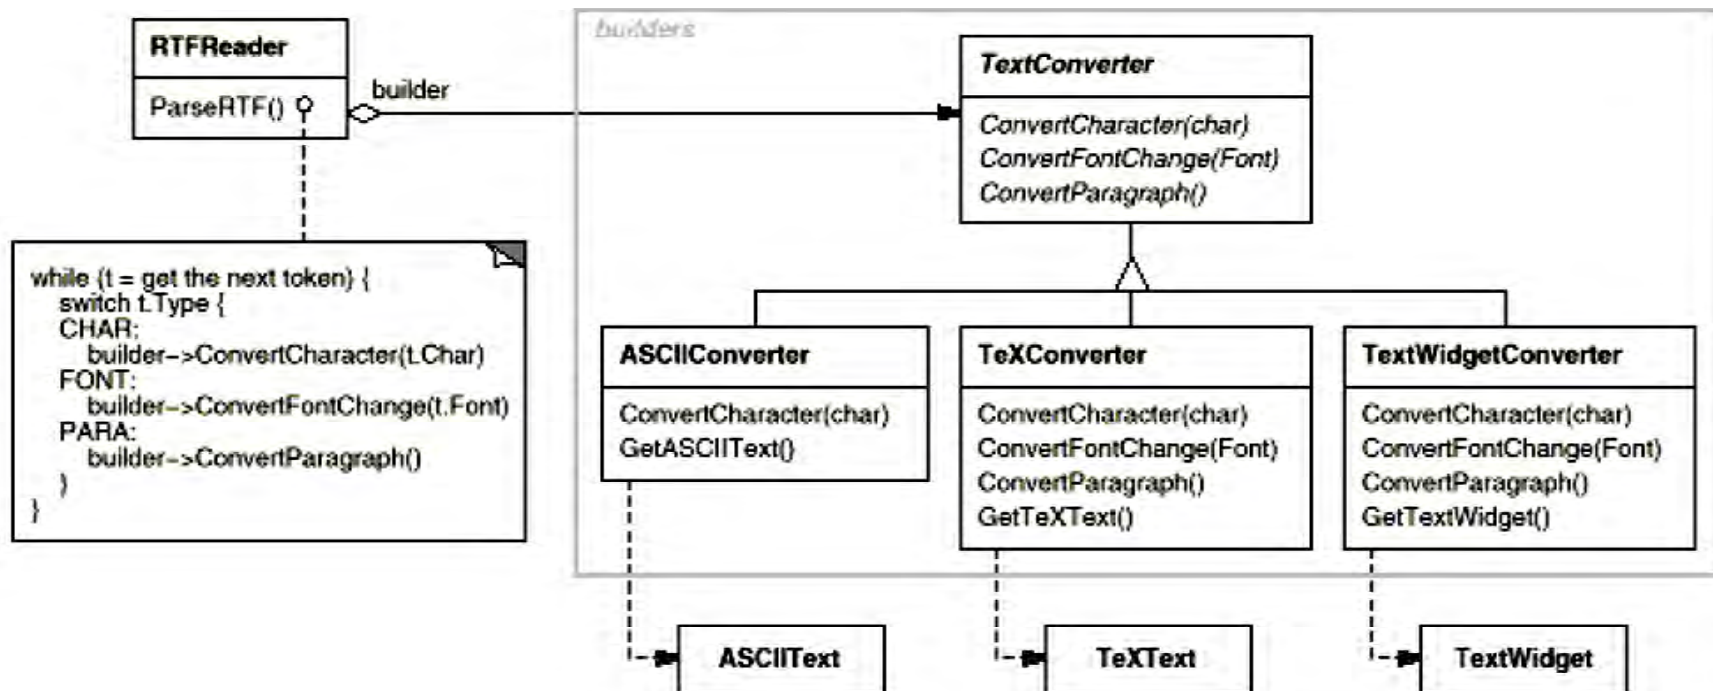 RTFReader
ParseRTF()
builder
builders
TextConverter
ConvertCharacter(char)
ConvertFontChange(Font)
ConvertParagraph()
while (t = get the next token) {
switch t.Type {
CHAR:
builder->ConvertCharacter(t.Char)
FONT:
builder->ConvertFontChange(t.Font)
PARA:
builder->ConvertParagraph()
}
}
ASCIIConverter
ConvertCharacter(char)
GetASCIIText()
TeXConverter
ConvertCharacter(char)
ConvertFontChange(Font)
ConvertParagraph()
GetTeXText()
TextWidgetConverter
ConvertCharacter(char)
ConvertFontChange(Font)
ConvertParagraph()
GetTextWidget()
ASCIIText
TeXText
TextWidget